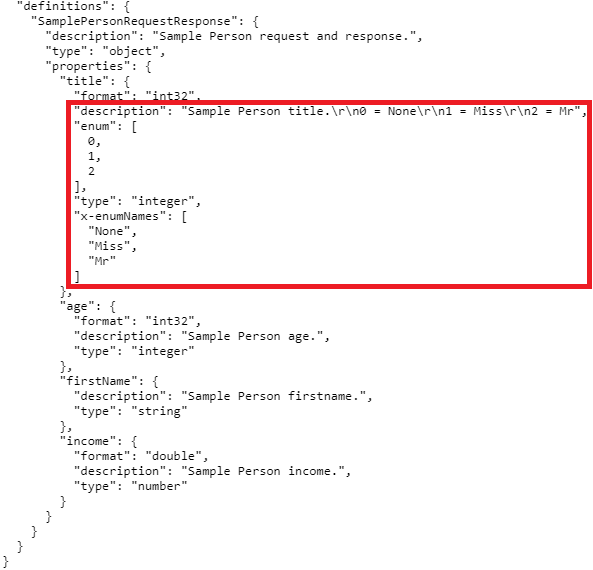 "definitions": {
"SamplePersonRequestResponse": {
"description": "Sample Person request and response.",
"type": "object",
"properties": {
"title": {
"format": "int32",
"description": "Sample Person title.\r\n0 = None\r\n1 = Miss\r\n2 = Mr",
"enum": [
0,
1,
2
],
"type": "integer",
"x-enumNames": [
"None",
"Miss",
"Mr"
]
},
"age": {
"format": "int32",
"description": "Sample Person age.",
"type": "integer"
},
"firstName": {
"description": "Sample Person firstname.",
"type": "string"
},
"income": {
"format": "double",
"description": "Sample Person income.",
"type": "number"
}
}
}
}
}